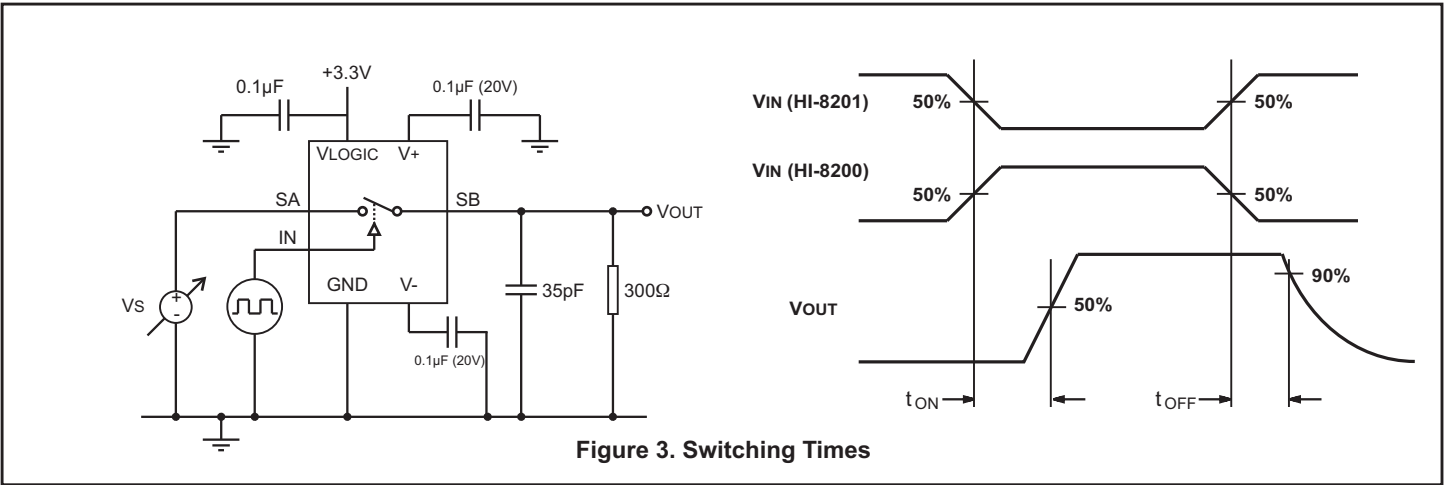 +3.3V
0.1µF
0.1µF (20V)
VLOGIC V+
SA
SB
VOUT
IN
GND V-
VS
+
-
35pF
300Ω
0.1µF (20V)
VIN (HI-8201)
50%
50%
VIN (HI-8200)
50%
50%
VOUT
50%
90%
tON
tOFF
Figure 3. Switching Times